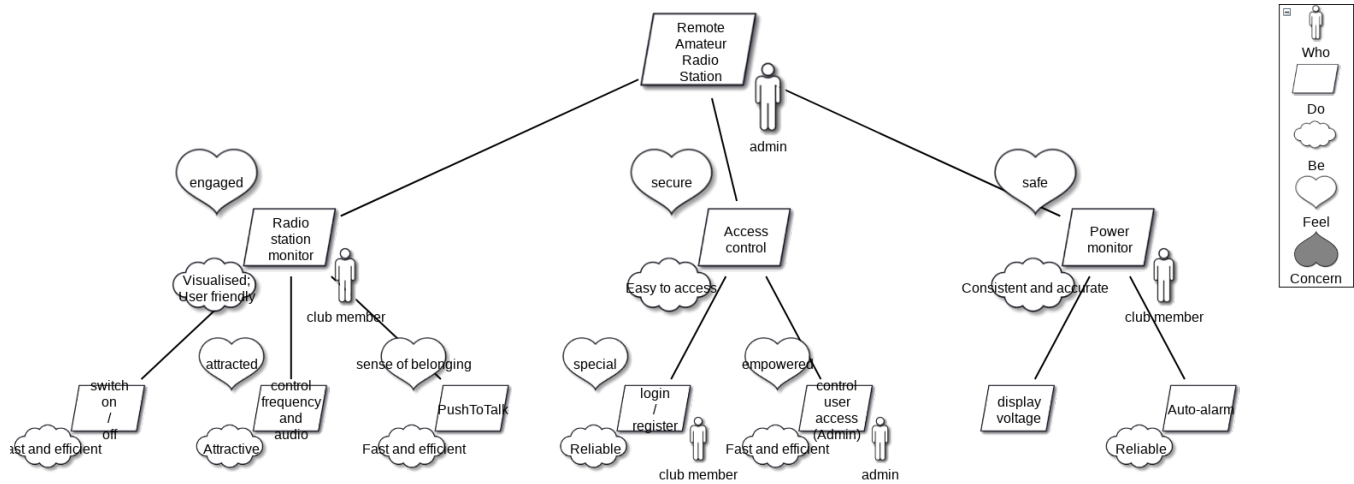 Remote
Amateur
Radio
Station
admin
Who
Do
Be
Feel
Concern
engaged
secure
safe
Radio
station
monitor
Access
control
Power
monitor
Visualised;
User friendly
club member
Easy to access
Consistent and accurate
club member
attracted
sense of belonging
special
empowered
switch
on
/
off
control
frequency
and
audio
PushToTalk
login
/
register
control
user
access
(Admin)
display
voltage
Auto-alarm
ast and efficient
Attractive
Fast and efficient
Reliable
club member
Fast and efficient
admin
Reliable